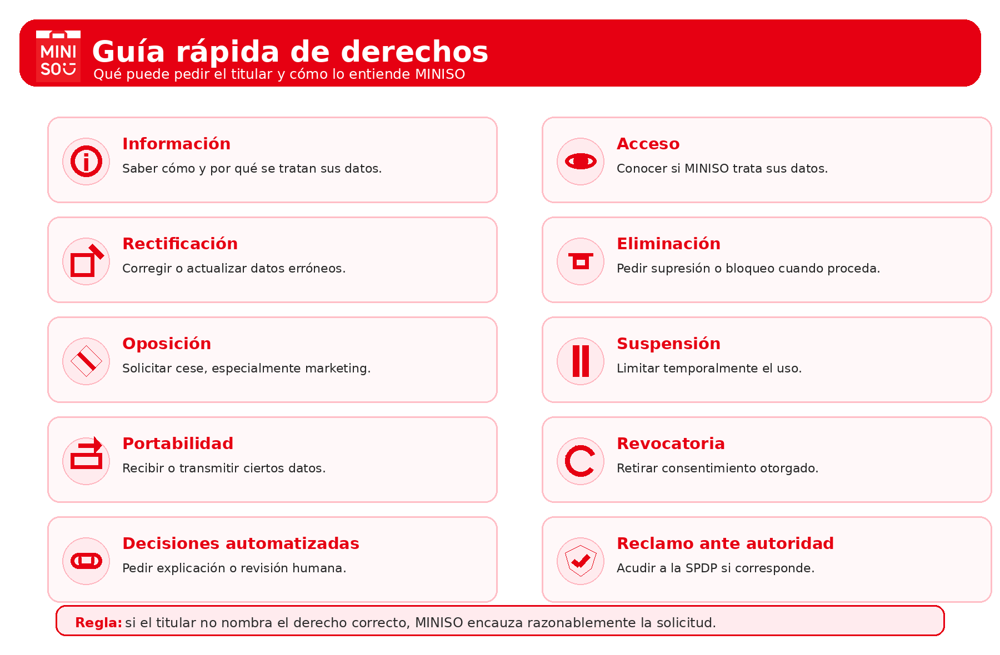 MINI
SO
Guía rápida de derechos
Qué puede pedir el titular y cómo lo entiende MINISO
Información
Saber cómo y por qué se tratan sus datos.
Acceso
Conocer si MINISO trata sus datos.
Rectificación
Corregir o actualizar datos erróneos.
Eliminación
Pedir supresión o bloqueo cuando proceda.
Oposición
Solicitar cese, especialmente marketing.
Suspensión
Limitar temporalmente el uso.
Portabilidad
Recibir o transmitir ciertos datos.
Revocatoria
Retirar consentimiento otorgado.
Decisiones automatizadas
Pedir explicación o revisión humana.
Reclamo ante autoridad
Acudir a la SPDP si corresponde.
Regla: si el titular no nombra el derecho correcto, MINISO encauza razonablemente la solicitud.